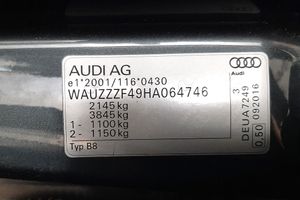 AUDI AG
e1*2001/116*0430
WAUZZZF49HA064746
2145kg
3845kg
1- 1100kg
2- 1150kg
Typ B8
3
DEUA7249
0,50 092016